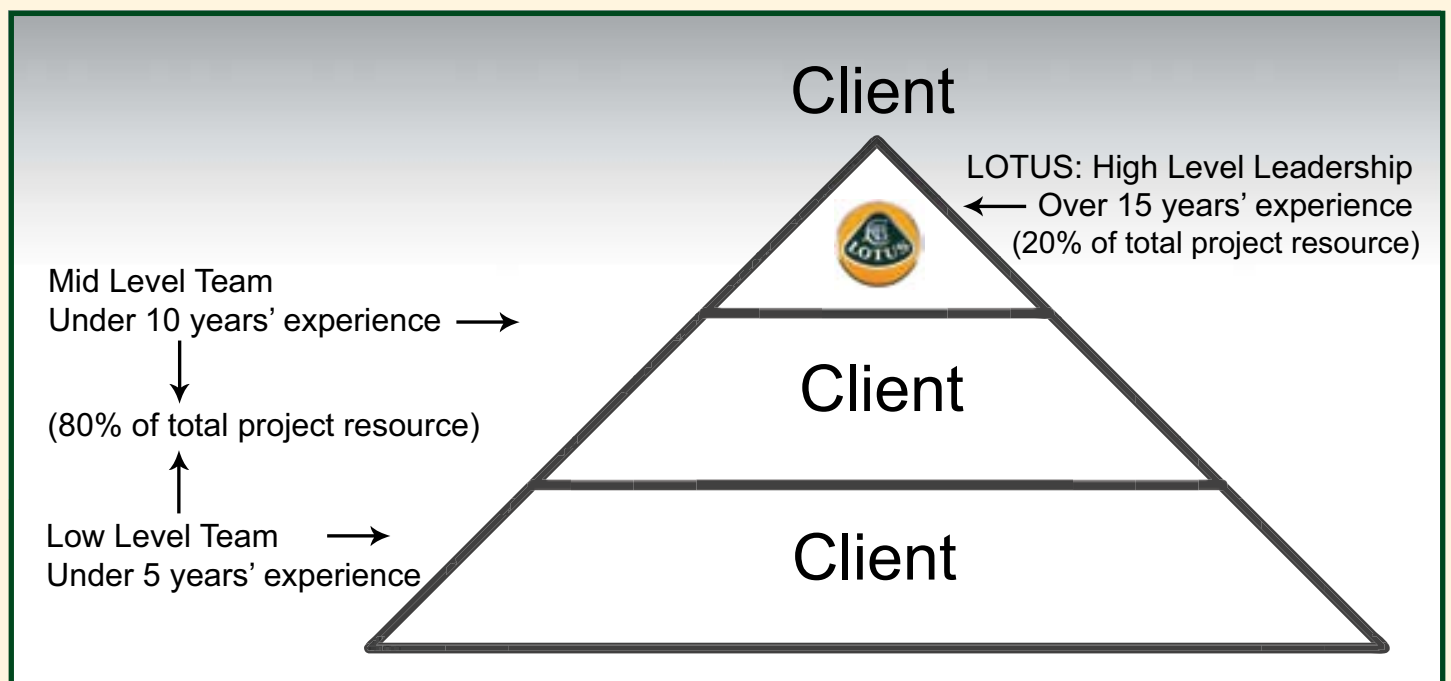 Client
LOTUS: High Level Leadership
Over 15 years’ experience
(20% of total project resource)
LOTUS
Mid Level Team
Under 10 years’ experience
Client
(80% of total project resource)
Low Level Team
Under 5 years’ experience
Client